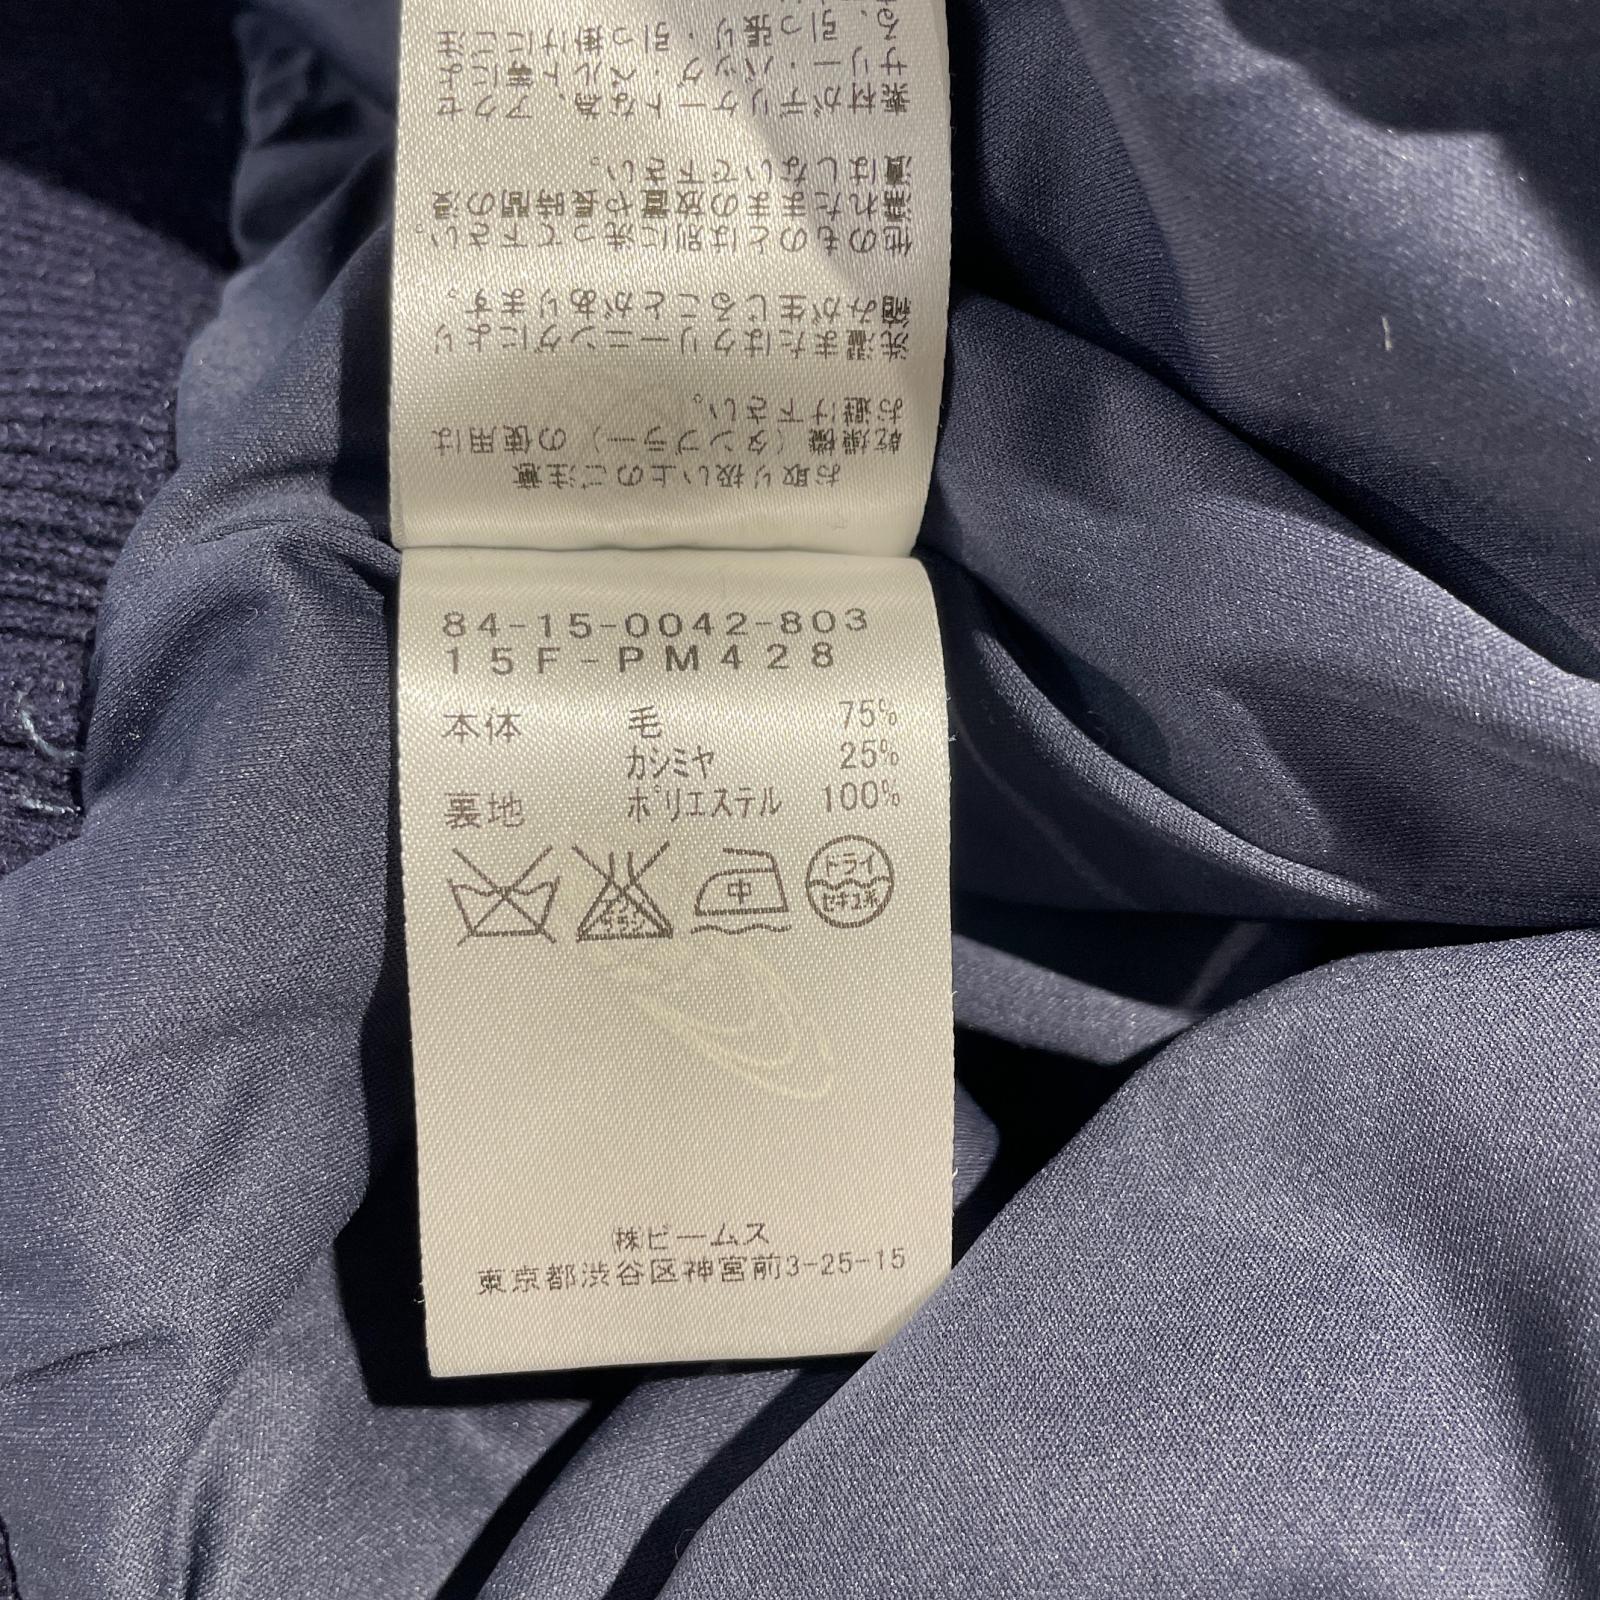 84-15-0042-803
15F-PM428
本体 毛 75%
カシミヤ 25%
裏地 ポリエステル 100%
中
ドライ
セキユ系
エンソ
サラシ
㈱ビームス
東京都渋谷区神宮前3-25-15
お取り扱い上のご注意
乾燥機（タンブラー）の使用は
お避け下さい。
洗濯またはクリーニングにより
縮みが生じることがあります。
他のものとは別に洗って下さい。
濡れたままの放置や長時間の浸
漬はしないで下さい。
素材がデリケートな為、アクセ
サリー・バッグ・ベルト等によ
る、引っ張り・引っ掛けにご注